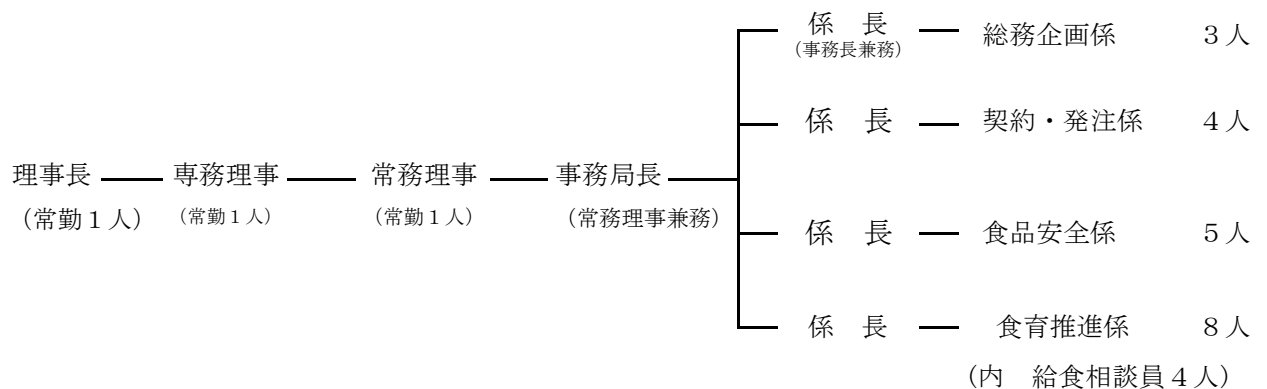 係　長 総務企画係 ３人
（事務長兼務）
係　長 契約・発注係 ４人
理事長 専務理事 常務理事 事務局長
（常勤１人） （常勤１人） （常勤１人） （常務理事兼務）
係　長 食品安全係 ５人
係　長 食育推進係 ８人
（内　給食相談員４人）